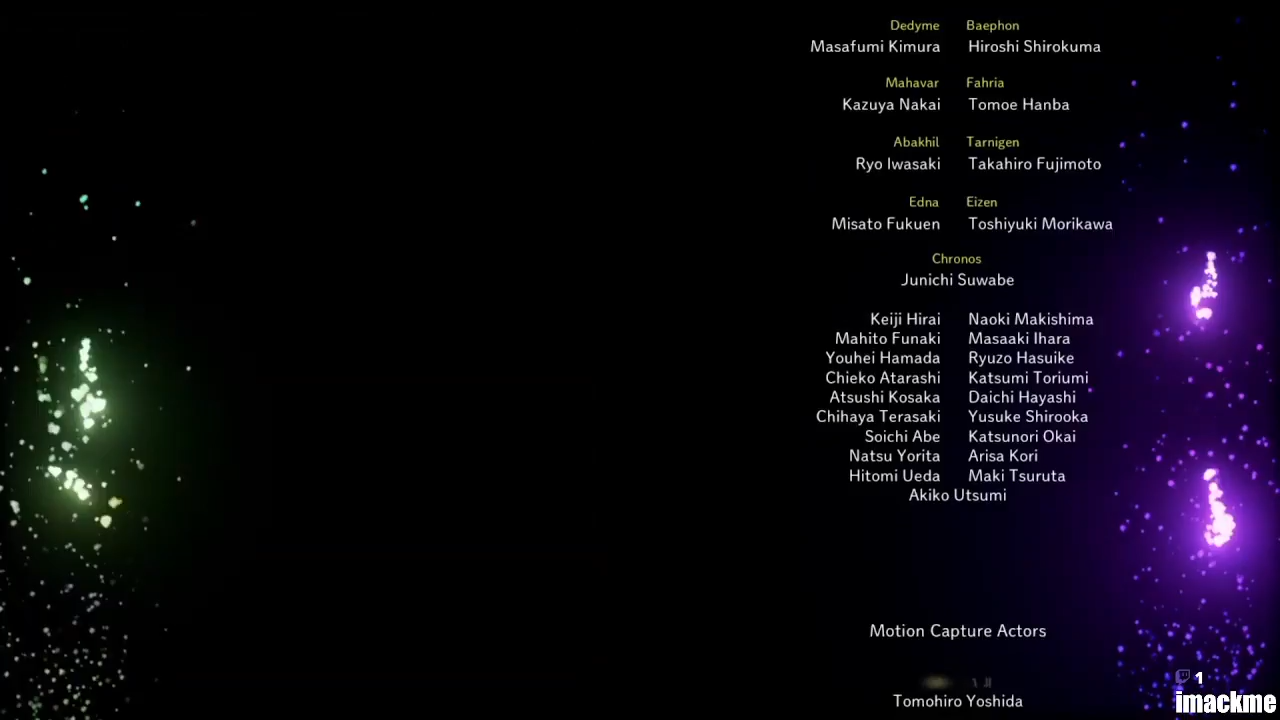 Dedyme Baephon
Masafumi Kimura Hiroshi Shirokuma
Mahavar Fahria
Kazuya Nakai Tomoe Hanba
Abakhil Tarnigen
Ryo Iwasaki Takahiro Fujimoto
Edna Eizen
Misato Fukuen Toshiyuki Morikawa
Chronos
Junichi Suwabe
Keiji Hirai Naoki Makishima
Mahito Funaki Masaaki Ihara
Youhei Hamada Ryuzo Hasuike
Chieko Atarashi Katsumi Toriumi
Atsushi Kosaka Daichi Hayashi
Chihaya Terasaki Yusuke Shirooka
Soichi Abe Katsunori Okai
Natsu Yorita Arisa Kori
Hitomi Ueda Maki Tsuruta
Akiko Utsumi
Motion Capture Actors
Tomohiro Yoshida
1
imackme